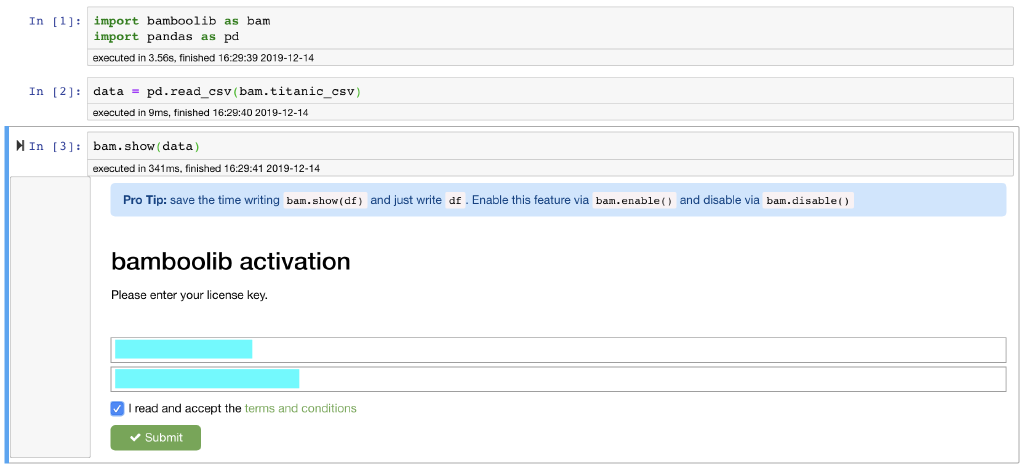 In [1]: import bamboolib as bam
import pandas as pd
executed in 3.56s, finished 16:29:39 2019-12-14
In [2]: data = pd.read_csv(bam.titanic_csv)
executed in 9ms, finished 16:29:40 2019-12-14
In [3]: bam.show(data)
executed in 341ms, finished 16:29:41 2019-12-14
Pro Tip: save the time writing bam.show(df) and just write df. Enable this feature via bam.enable() and disable via bam.disable()
bamboolib activation
Please enter your license key.
I read and accept the terms and conditions
Submit